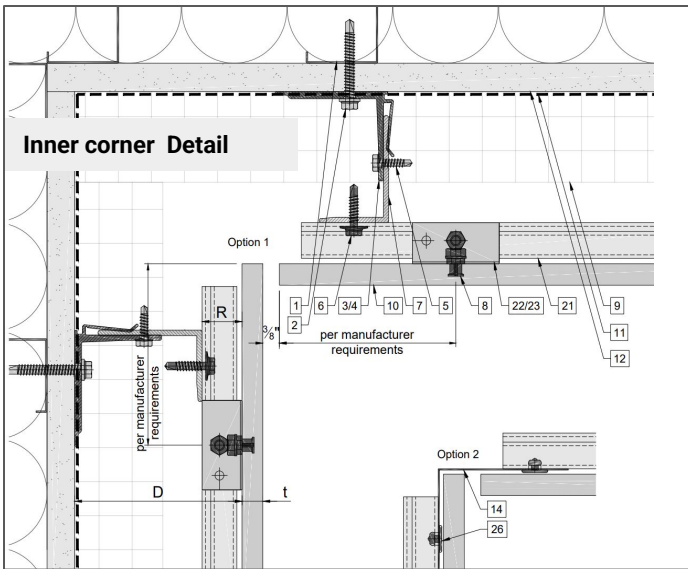 Inner corner Detail
Option 1
1
2
6
3/4
10
7
5
8
22/23
21
9
11
12
R
3/8"
per manufacturer
requirements
per manufacturer
requirements
D
t
Option 2
14
26